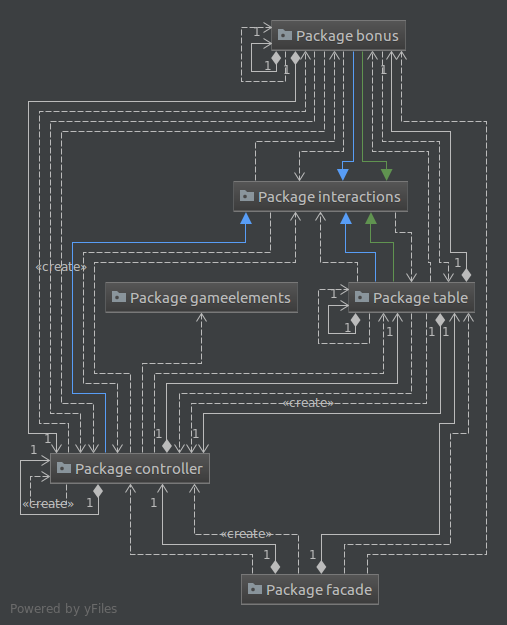 Package bonus
1
1
1
1
Package interactions
«create»
1
Package gameelements
Package table
1
1
1
1
«create»
1
1
1
1
Package controller
«create»
1
1
«create»
1
1
Package facade
Powered by yFiles